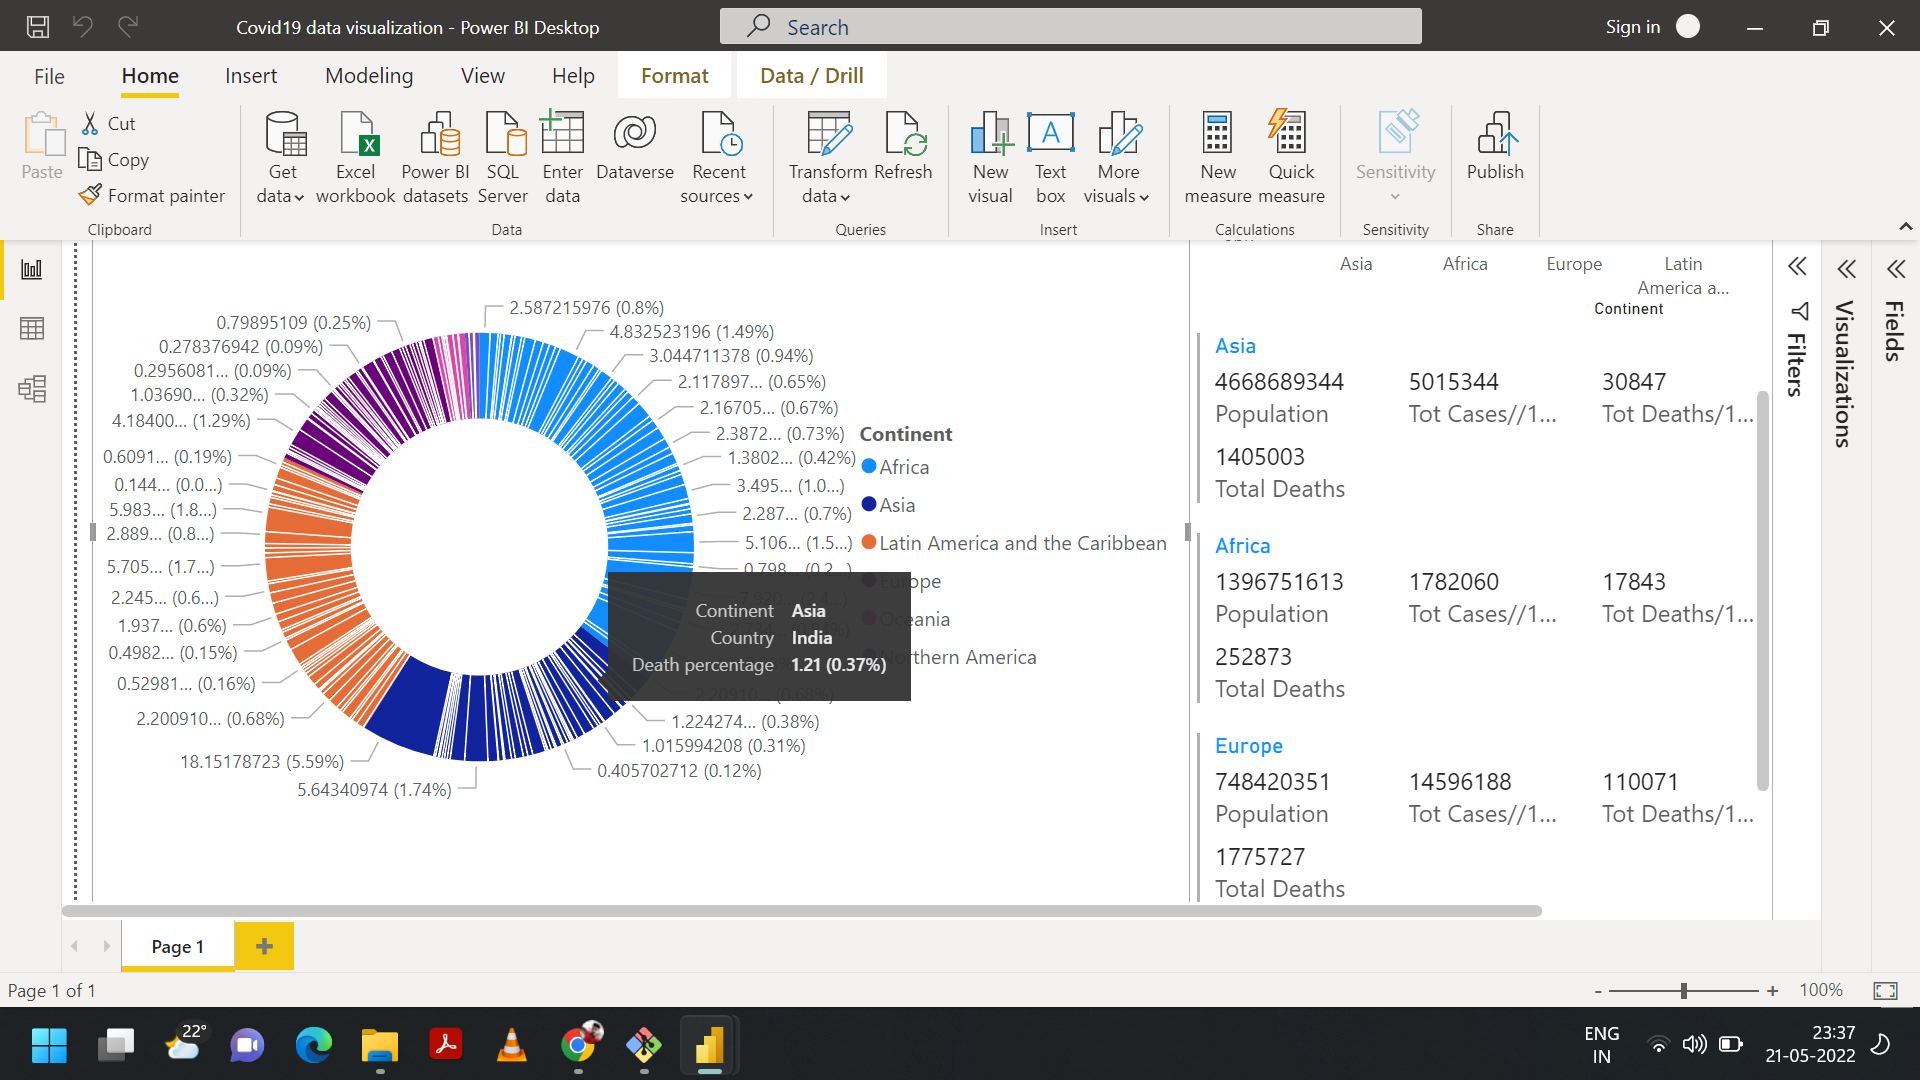 Covid19 data visualization - Power BI Desktop
Search
Sign in
File Home Insert Modeling View Help Format Data / Drill
Paste
Cut
Copy
Format painter
Clipboard
Get data
Excel workbook
Power BI datasets
SQL Server
Enter data
Dataverse
Recent sources
Data
Transform data
Refresh
Queries
New visual
Text box
More visuals
Insert
New measure
Quick measure
Calculations
Sensitivity
Sensitivity
Publish
Share
2.587215976 (0.8%)
4.832523196 (1.49%)
3.044711378 (0.94%)
2.117897... (0.65%)
2.16705... (0.67%)
2.3872... (0.73%)
1.3802... (0.42%)
3.495... (1.0...)
2.287... (0.7%)
5.106... (1.5...)
0.798... (0.2...)
1.224274... (0.38%)
1.015994208 (0.31%)
0.405702712 (0.12%)
5.64340974 (1.74%)
18.15178723 (5.59%)
2.200910... (0.68%)
0.52981... (0.16%)
0.4982... (0.15%)
1.937... (0.6%)
2.245... (0.6...)
5.705... (1.7...)
2.889... (0.8...)
5.983... (1.8...)
0.144... (0.0...)
0.6091... (0.19%)
4.18400... (1.29%)
1.03690... (0.32%)
0.2956081... (0.09%)
0.278376942 (0.09%)
0.79895109 (0.25%)
Continent
Africa
Asia
Latin America and the Caribbean
Europe
Oceania
Northern America
Continent Asia
Country India
Death percentage 1.21 (0.37%)
Asia Africa Europe Latin
America a...
Continent
Asia
4668689344 5015344 30847
Population Tot Cases//1... Tot Deaths/1...
1405003
Total Deaths
Africa
1396751613 1782060 17843
Population Tot Cases//1... Tot Deaths/1...
252873
Total Deaths
Europe
748420351 14596188 110071
Population Tot Cases//1... Tot Deaths/1...
1775727
Total Deaths
Filters
Visualizations
Fields
Page 1
Page 1 of 1
- + 100%
22°
ENG
IN
23:37
21-05-2022